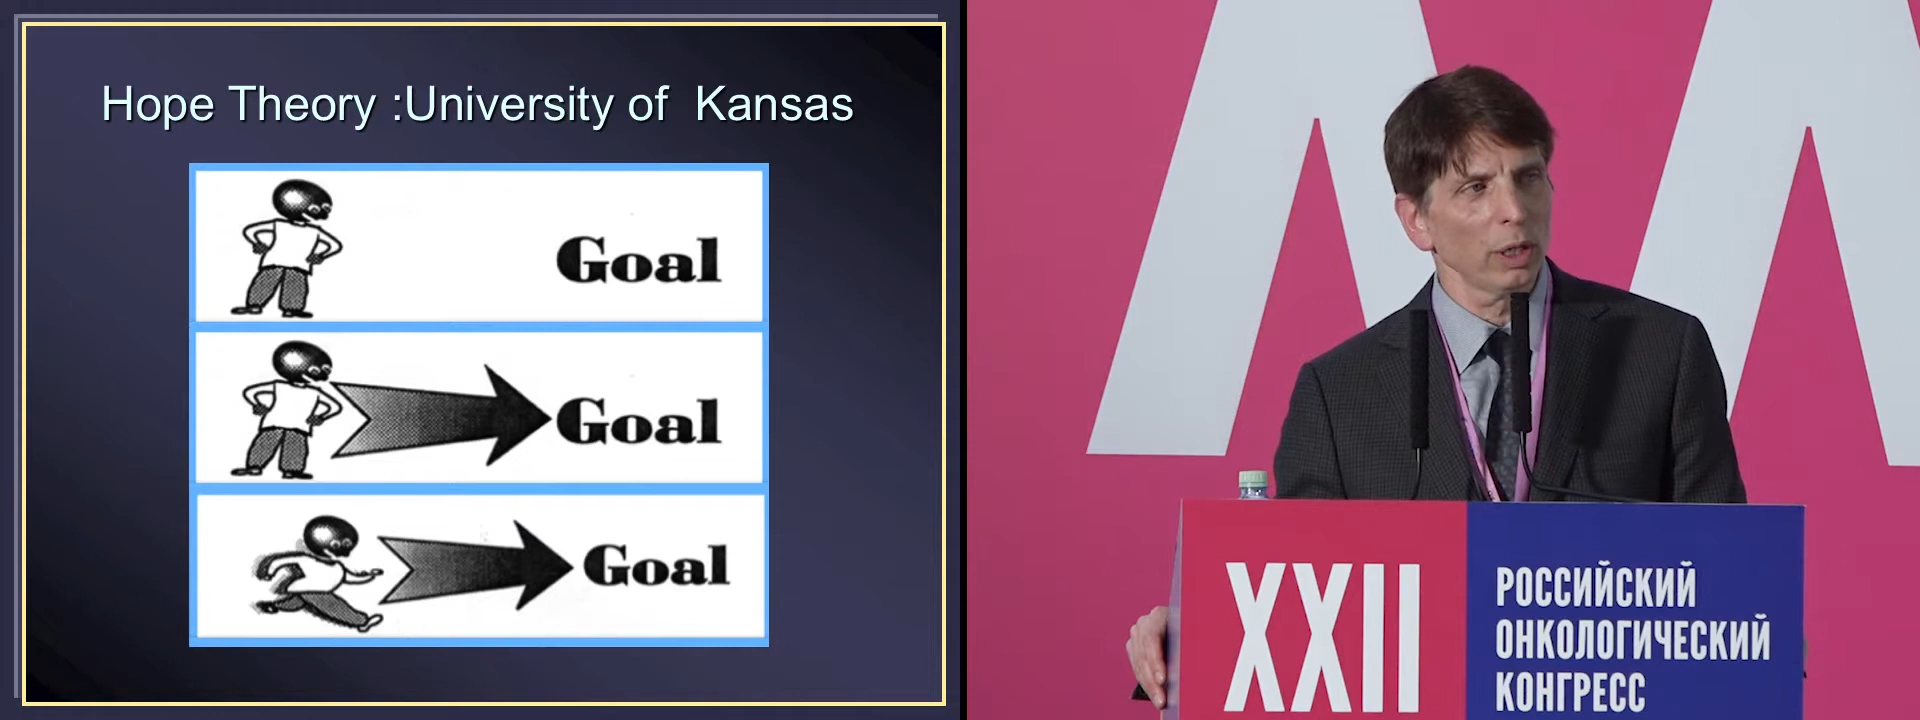 Hope Theory :University of  Kansas
Goal
Goal
Goal
XXII
РОССИЙСКИЙ
ОНКОЛОГИЧЕСКИЙ
КОНГРЕСС